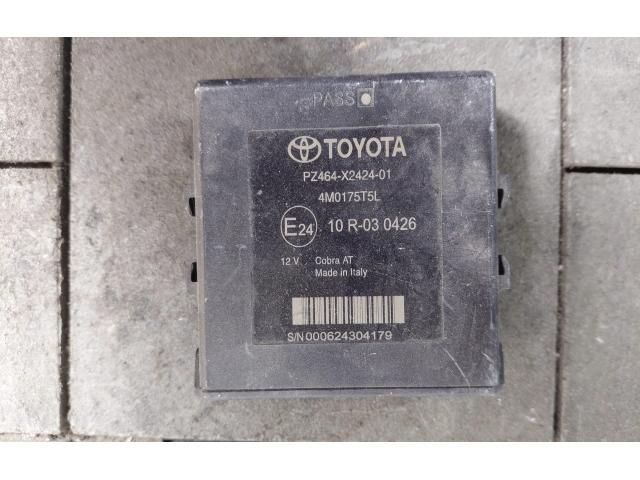 PASS
TOYOTA
PZ464-X2424-01
4M0175T5L
E24 10 R-03 0426
12 V Cobra AT
Made in Italy
S/N 000624304179